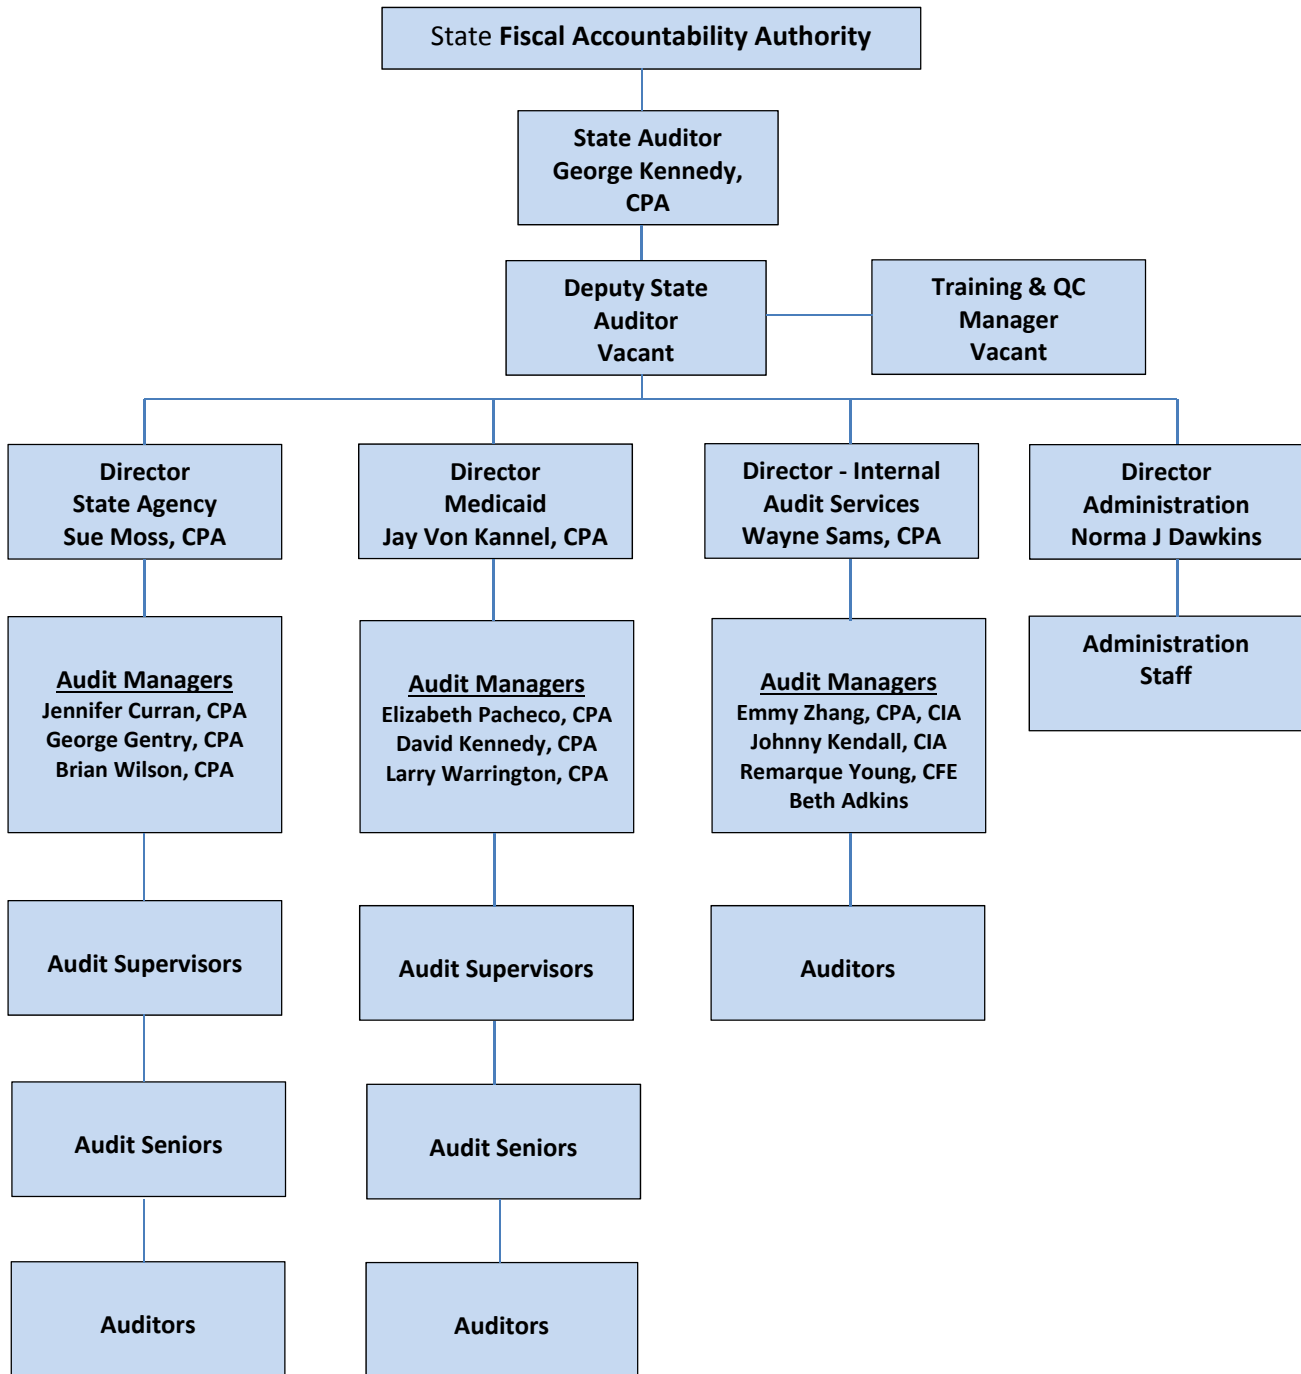 State Fiscal Accountability Authority
State Auditor
George Kennedy,
CPA
Deputy State
Auditor
Vacant
Training & QC
Manager
Vacant
Director
State Agency
Sue Moss, CPA
Director
Medicaid
Jay Von Kannel, CPA
Director - Internal
Audit Services
Wayne Sams, CPA
Director
Administration
Norma J Dawkins
Audit Managers
Jennifer Curran, CPA
George Gentry, CPA
Brian Wilson, CPA
Audit Managers
Elizabeth Pacheco, CPA
David Kennedy, CPA
Larry Warrington, CPA
Audit Managers
Emmy Zhang, CPA, CIA
Johnny Kendall, CIA
Remarque Young, CFE
Beth Adkins
Administration
Staff
Audit Supervisors
Audit Supervisors
Auditors
Audit Seniors
Audit Seniors
Auditors
Auditors